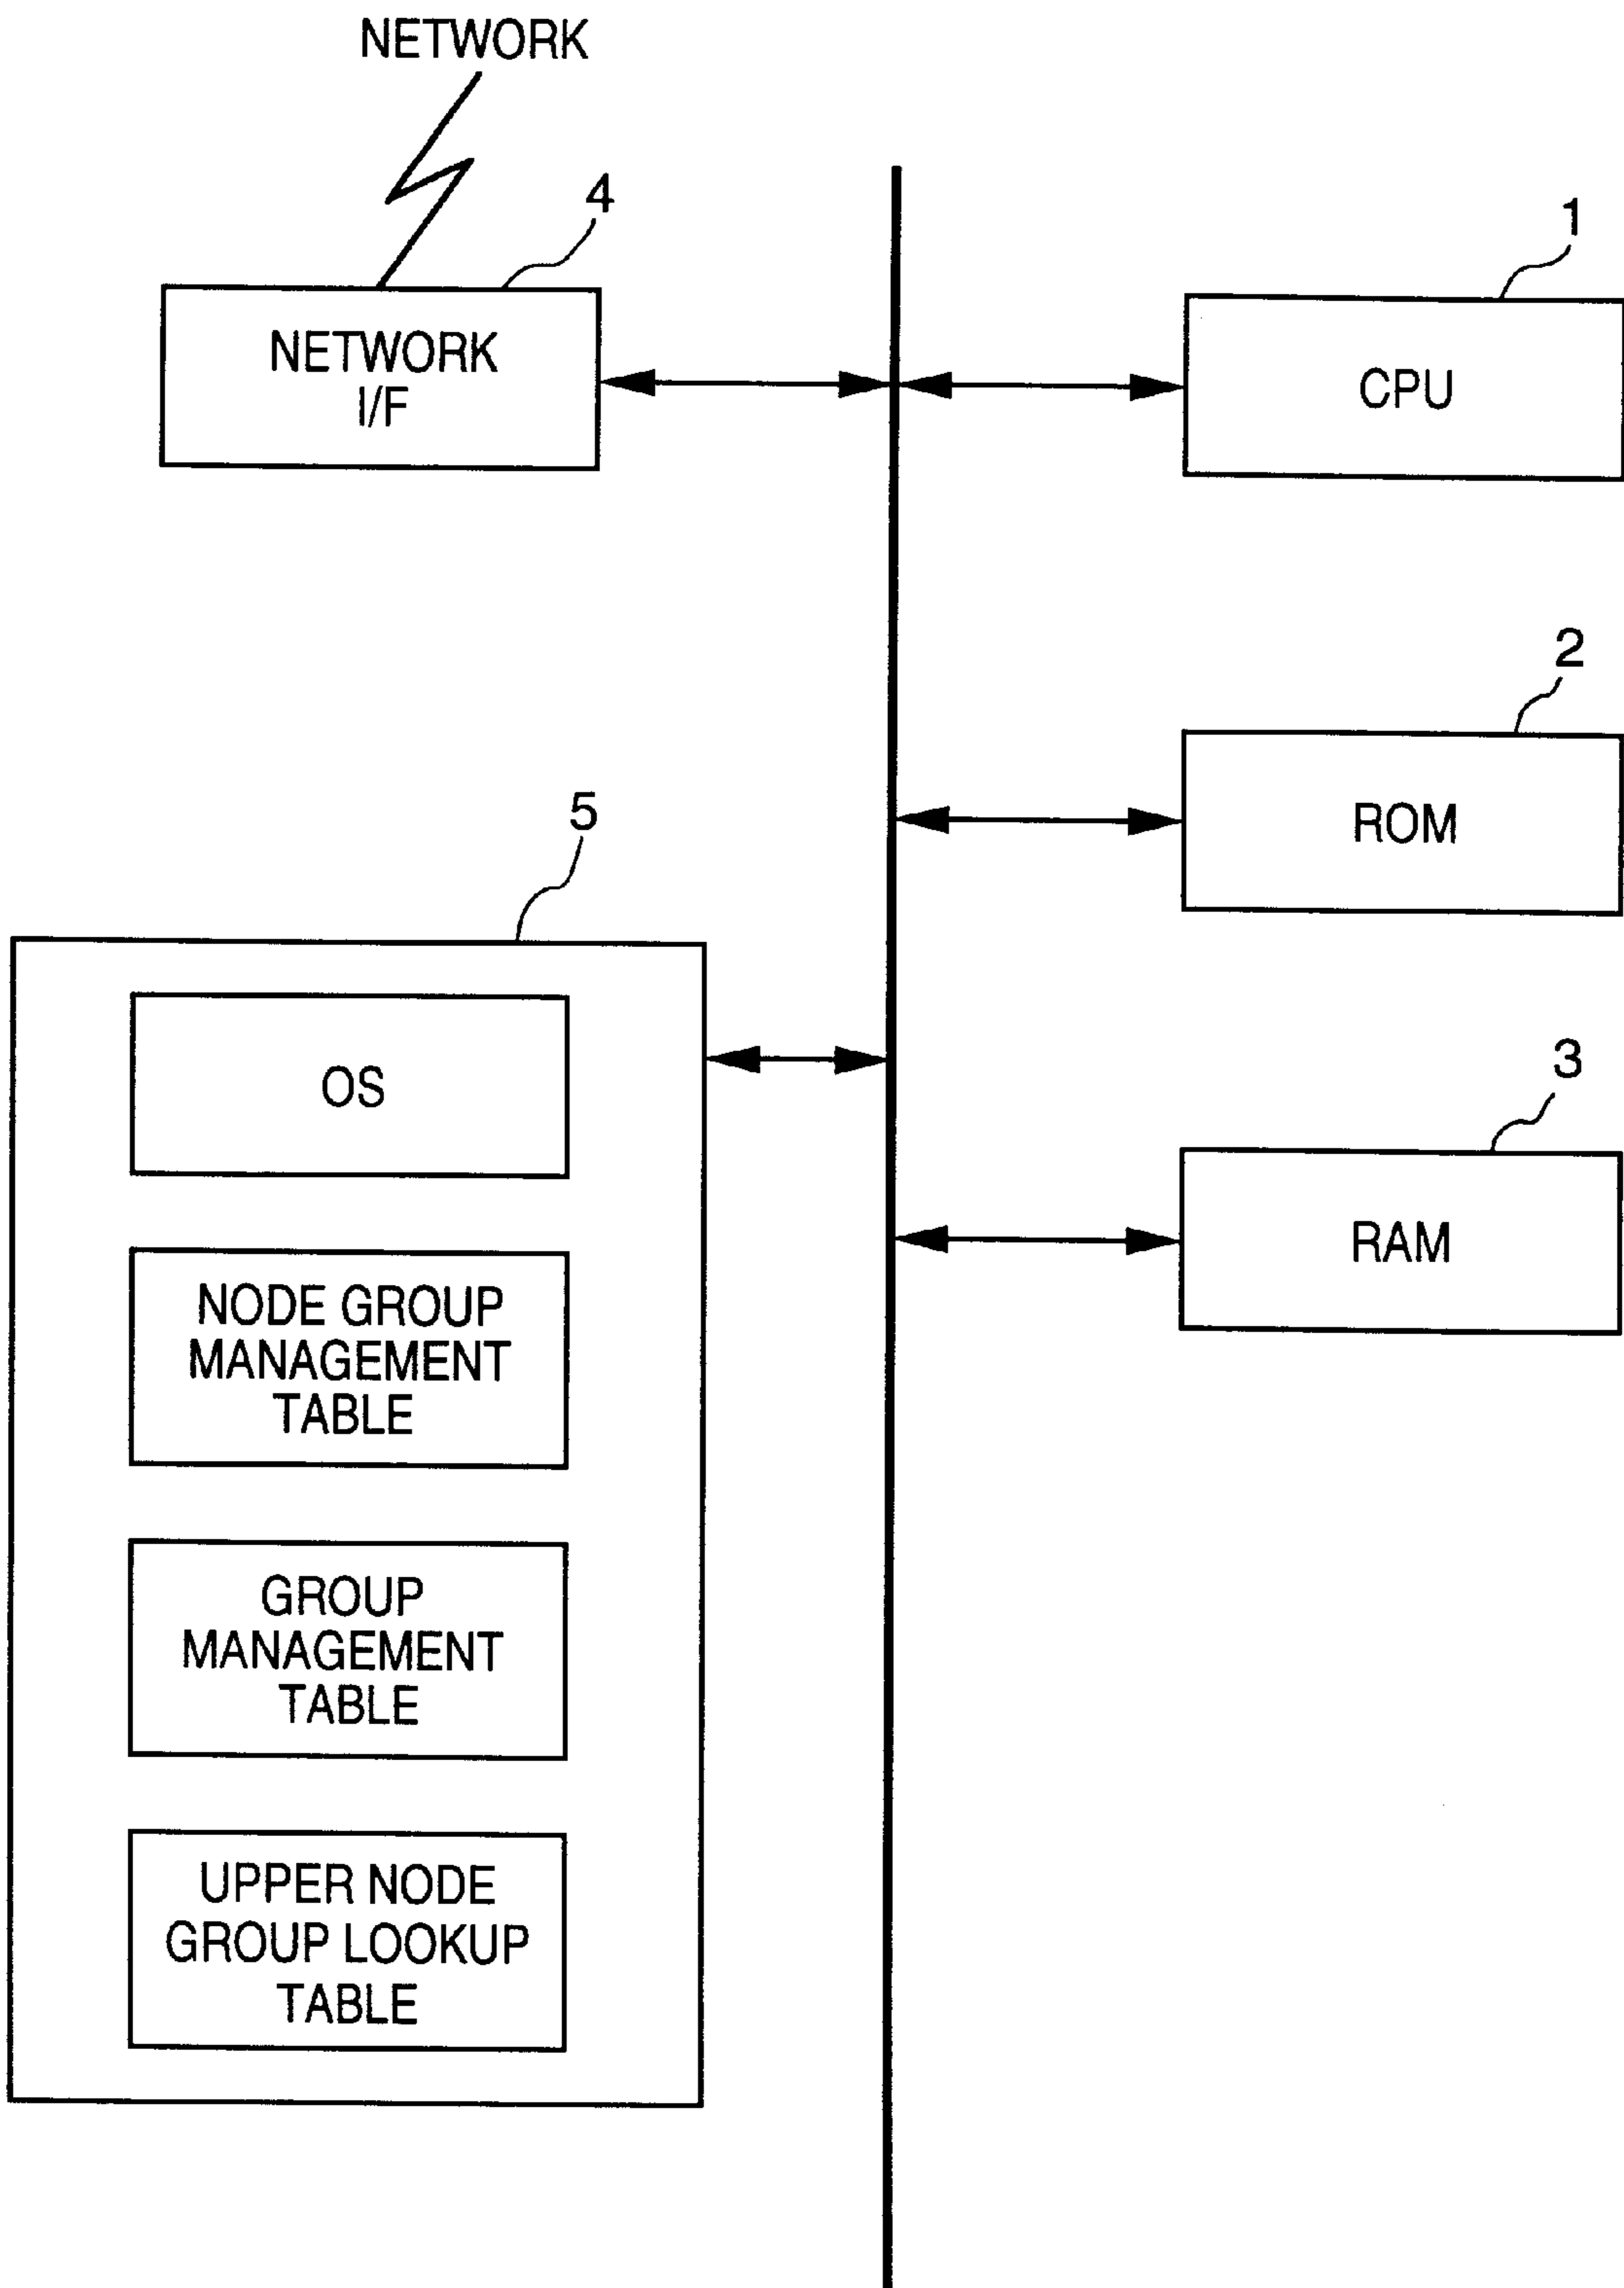 NETWORK
4
NETWORK
I/F
1
CPU
2
ROM
5
OS
3
RAM
NODE GROUP
MANAGEMENT
TABLE
GROUP
MANAGEMENT
TABLE
UPPER NODE
GROUP LOOKUP
TABLE